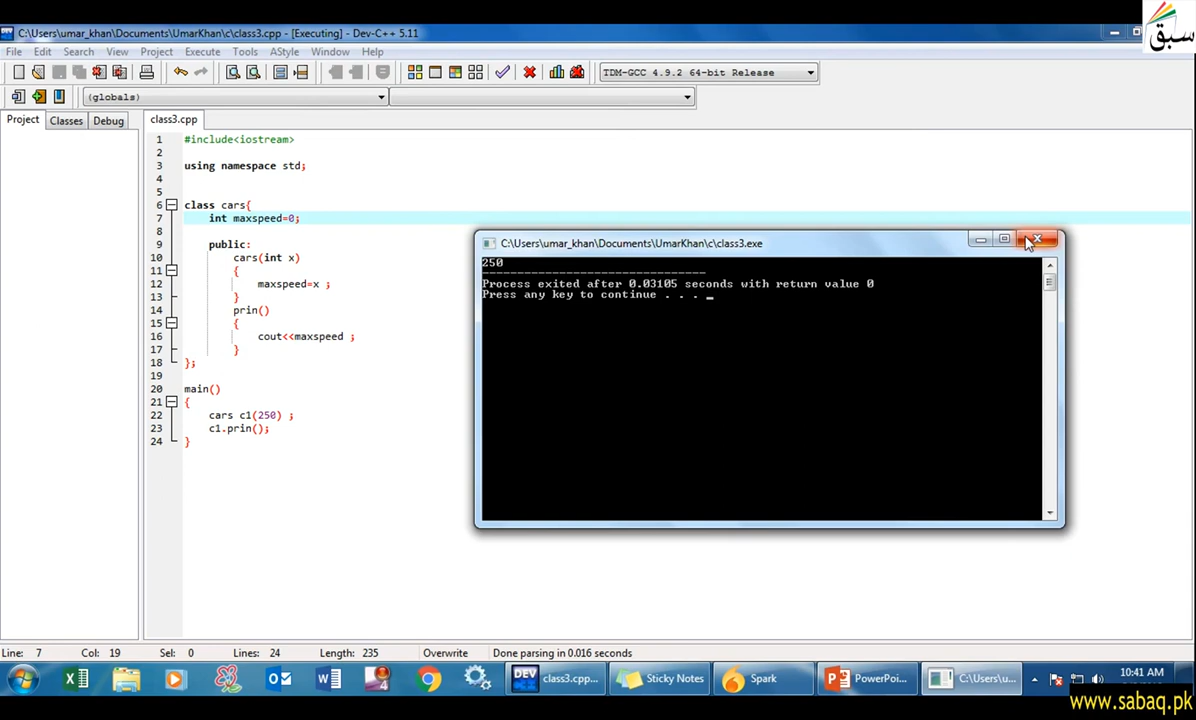 C:\Users\umar_khan\Documents\UmarKhan\c\class3.cpp - [Executing] - Dev-C++ 5.11
سبق
File Edit Search View Project Execute Tools AStyle Window Help
TDM-GCC 4.9.2 64-bit Release
(globals)
Project Classes Debug
class3.cpp
1 #include<iostream>
2
3 using namespace std;
4
5
6 class cars{
7 int maxspeed=0;
8
9 public:
10 cars(int x)
11 {
12 maxspeed=x ;
13 }
14 prin()
15 {
16 cout<<maxspeed ;
17 }
18 };
19
20 main()
21 {
22 cars c1(250) ;
23 c1.prin();
24 }
C:\Users\umar_khan\Documents\UmarKhan\c\class3.exe
250
--------------------------------
Process exited after 0.03105 seconds with return value 0
Press any key to continue . . . _
Line: 7 Col: 19 Sel: 0 Lines: 24 Length: 235 Overwrite Done parsing in 0.016 seconds
DEV class3.cpp... Sticky Notes Spark PowerPoi... C:\Users\u... 10:41 AM
www.sabaq.pk